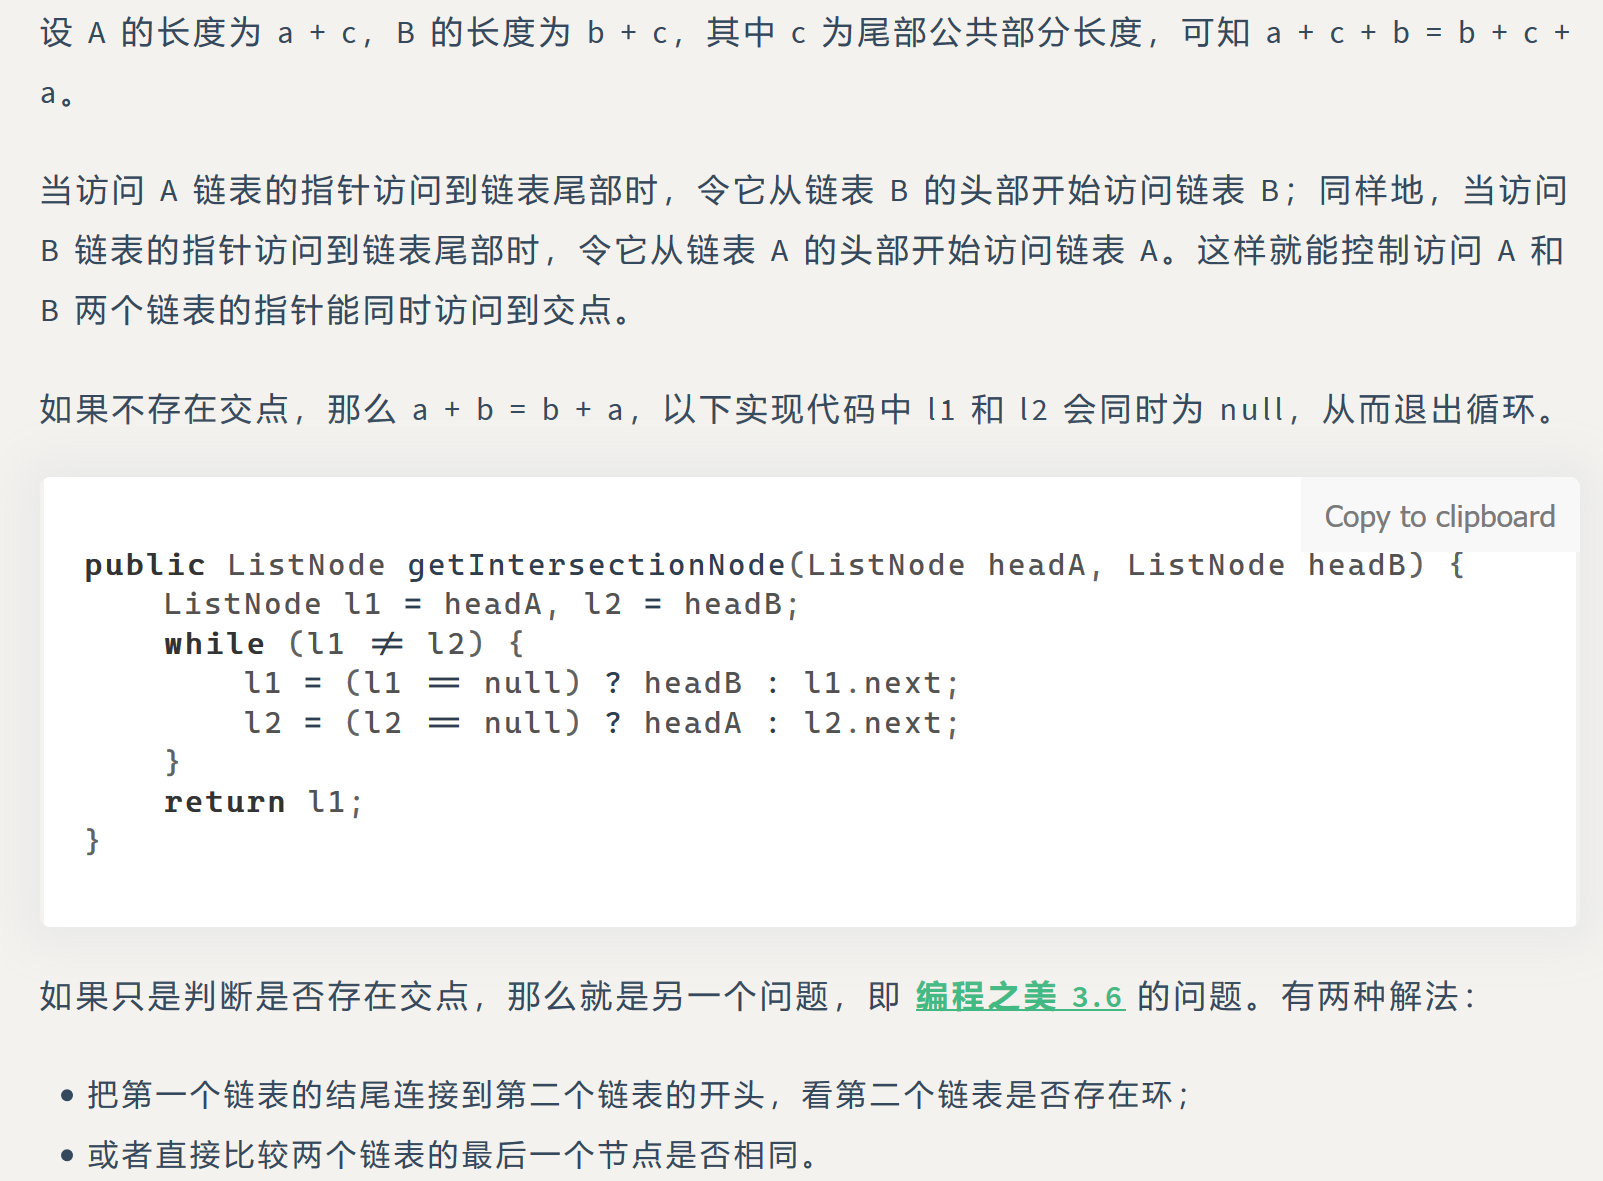 设 A 的长度为 a + c，B 的长度为 b + c，其中 c 为尾部公共部分长度，可知 a + c + b = b + c +
a。
当访问 A 链表的指针访问到链表尾部时，令它从链表 B 的头部开始访问链表 B；同样地，当访问
B 链表的指针访问到链表尾部时，令它从链表 A 的头部开始访问链表 A。这样就能控制访问 A 和
B 两个链表的指针能同时访问到交点。
如果不存在交点，那么 a + b = b + a，以下实现代码中 l1 和 l2 会同时为 null，从而退出循环。
Copy to clipboard
public ListNode getIntersectionNode(ListNode headA, ListNode headB) {
    ListNode l1 = headA, l2 = headB;
    while (l1 != l2) {
        l1 = (l1 == null) ? headB : l1.next;
        l2 = (l2 == null) ? headA : l2.next;
    }
    return l1;
}
如果只是判断是否存在交点，那么就是另一个问题，即 编程之美 3.6 的问题。有两种解法：
• 把第一个链表的结尾连接到第二个链表的开头，看第二个链表是否存在环；
• 或者直接比较两个链表的最后一个节点是否相同。